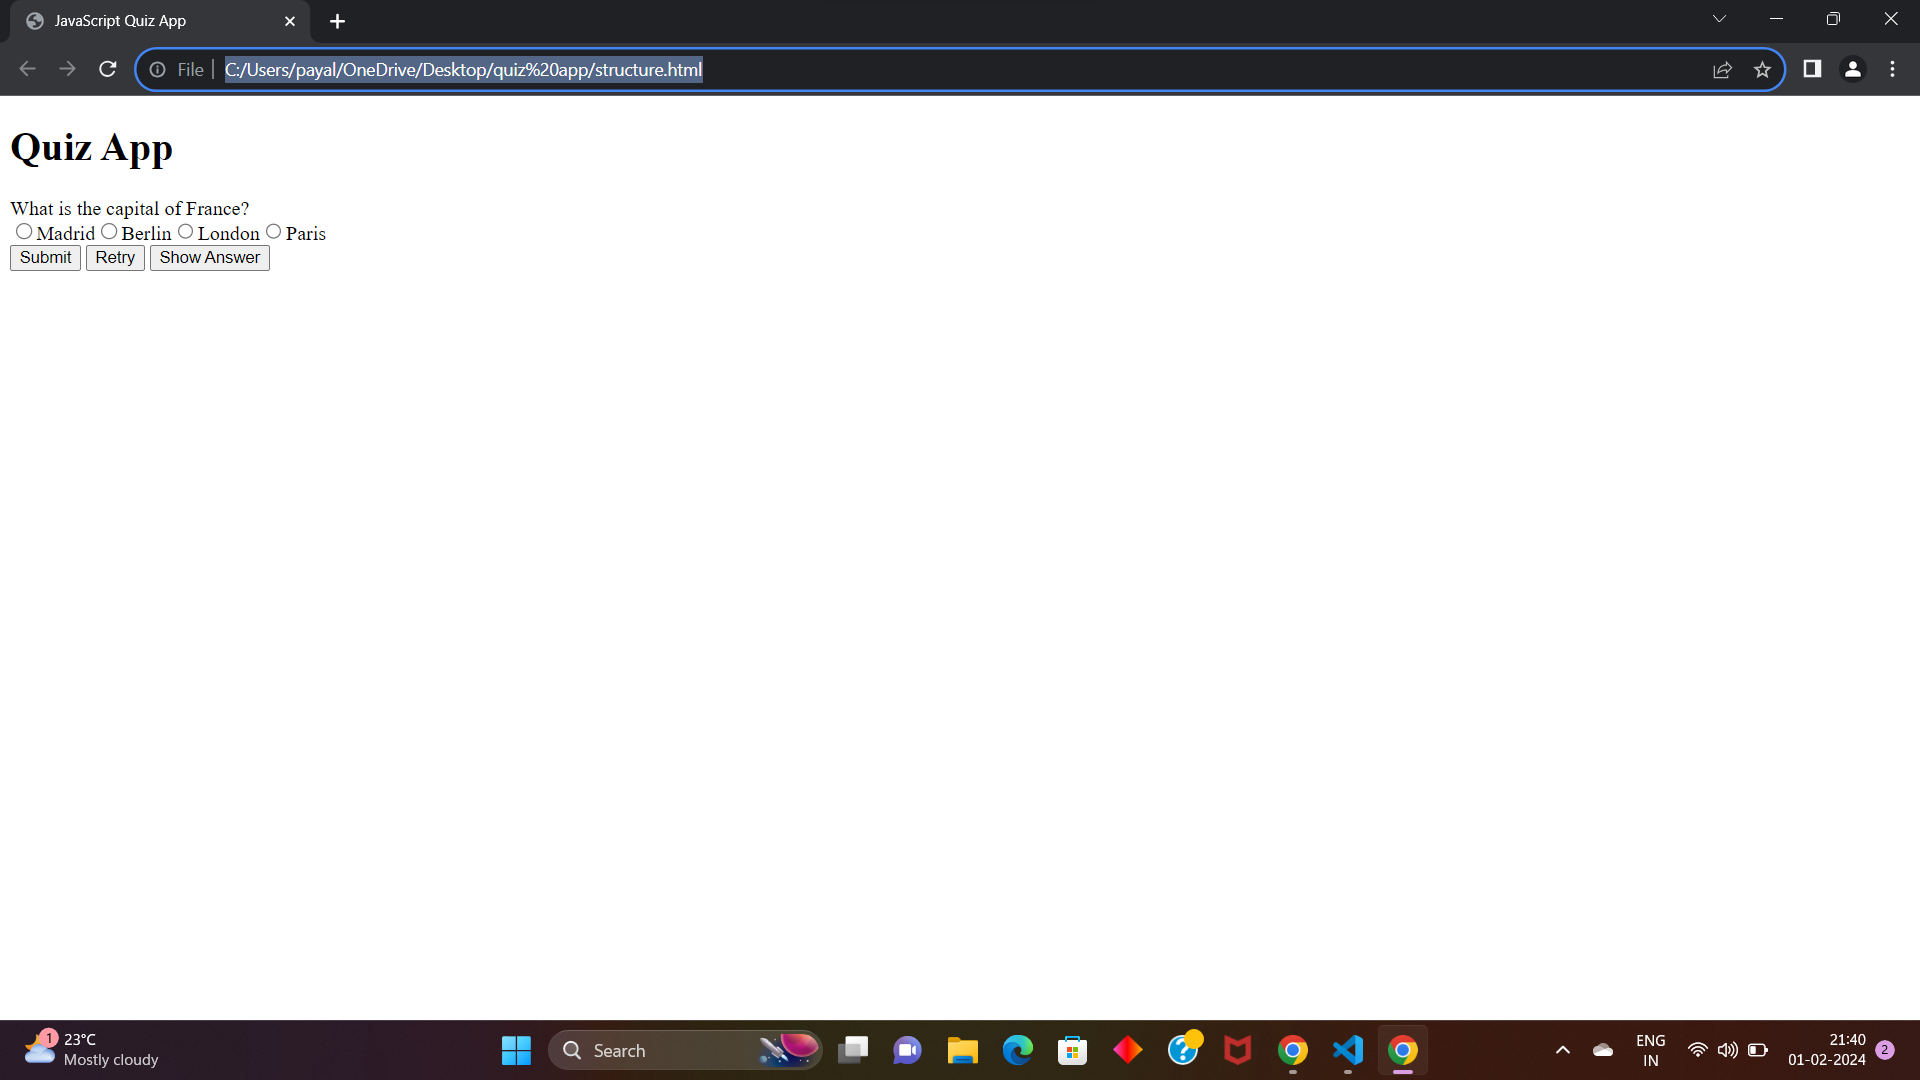 JavaScript Quiz App
File C:/Users/payal/OneDrive/Desktop/quiz%20app/structure.html
Quiz App
What is the capital of France?
Madrid Berlin London Paris
Submit Retry Show Answer
1 23°C
Mostly cloudy
Search
ENG
IN
21:40
01-02-2024 2